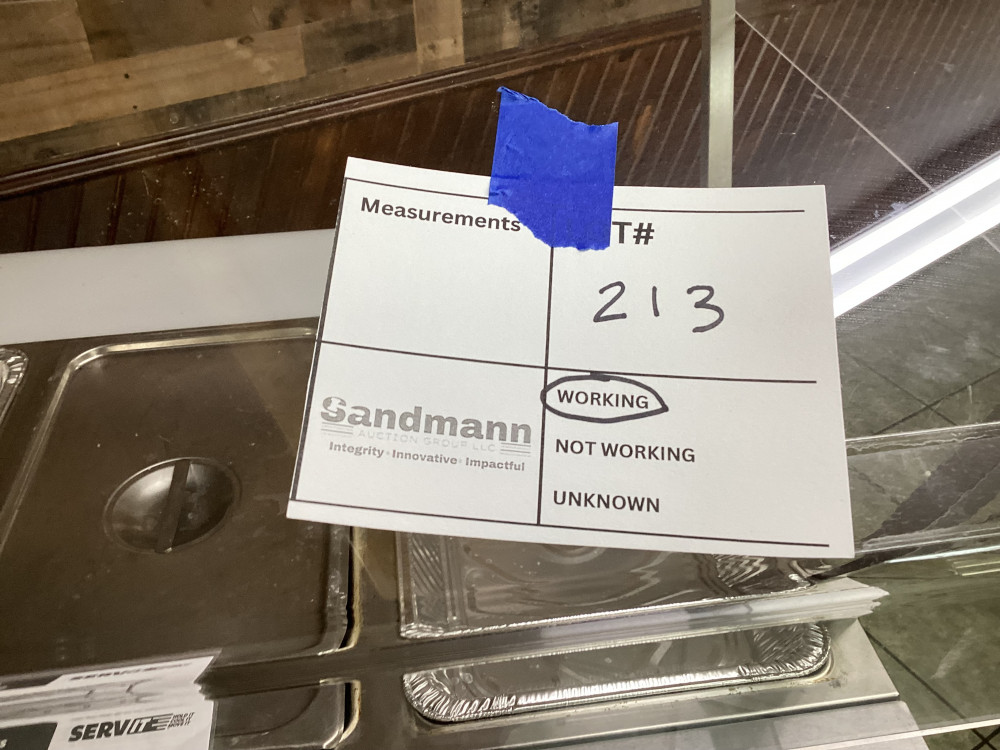 Measurements
T#
213
WORKING
NOT WORKING
UNKNOWN
Sandmann
AUCTION GROUP LLC
Integrity · Innovative · Impactful
SERVIT